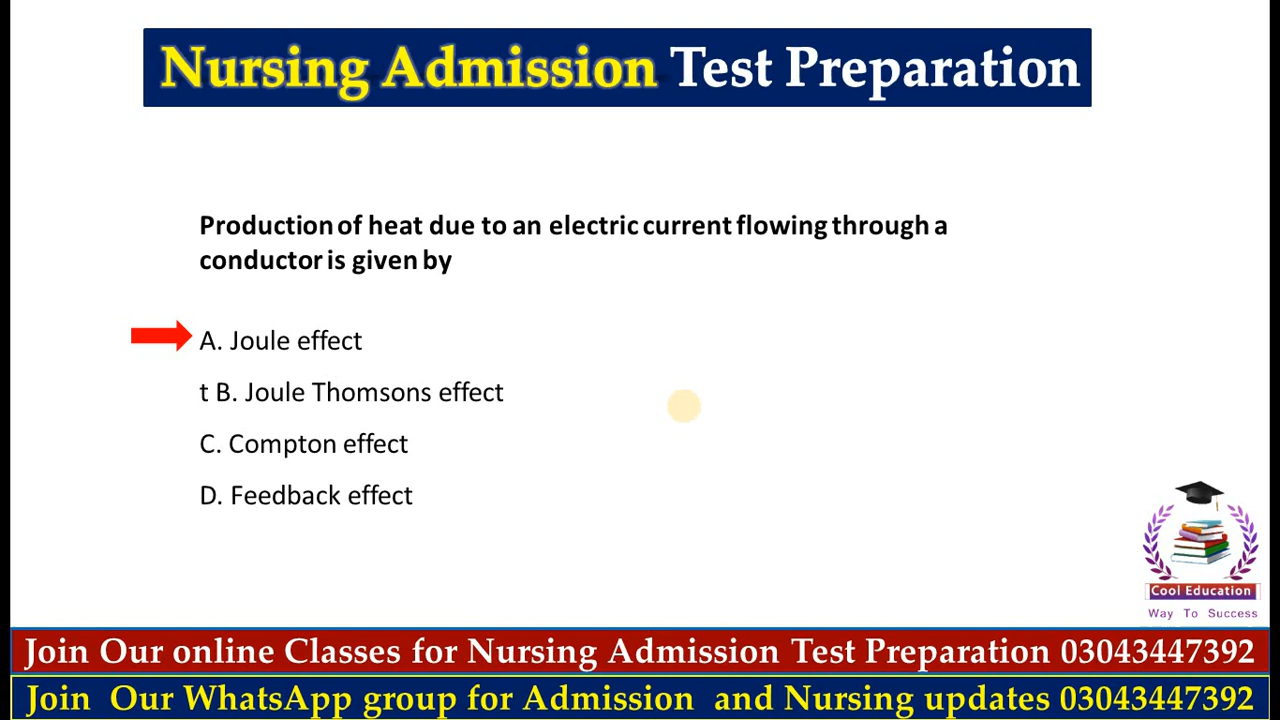 Nursing Admission Test Preparation
Production of heat due to an electric current flowing through a
conductor is given by
A. Joule effect
t B. Joule Thomsons effect
C. Compton effect
D. Feedback effect
Cool Education
Way To Success
Join Our online Classes for Nursing Admission Test Preparation 03043447392
Join Our WhatsApp group for Admission and Nursing updates 03043447392